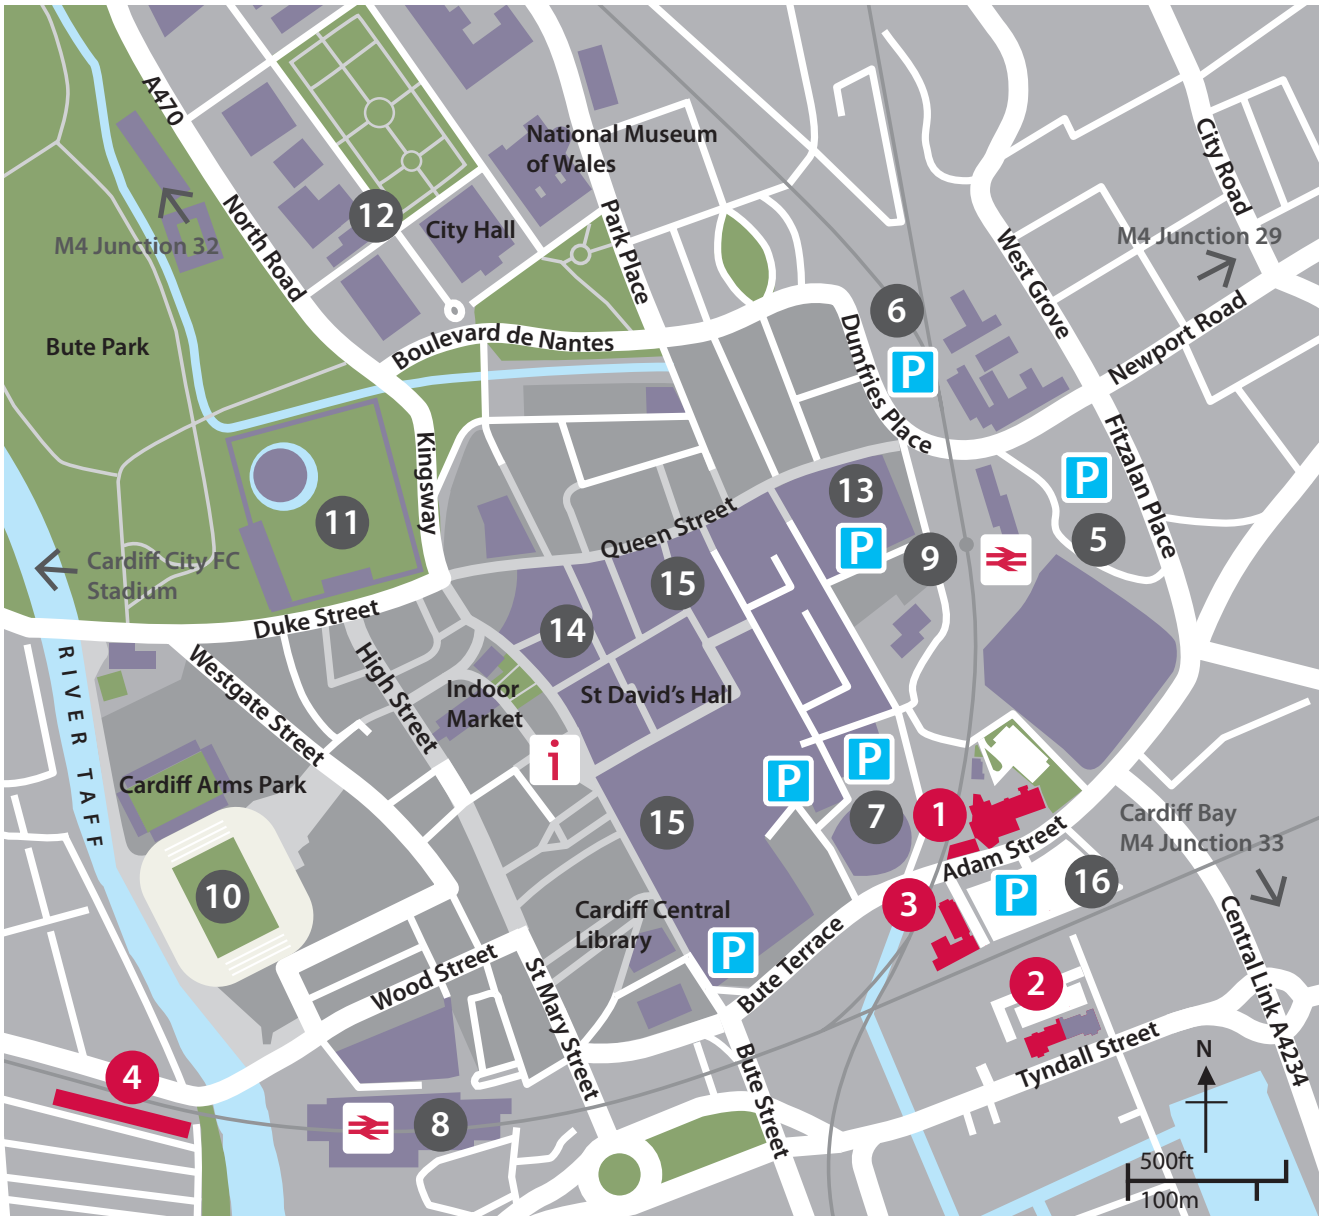 A470
National Museum
of Wales
City Road
12
City Hall
M4 Junction 32
North Road
Park Place
West Grove
M4 Junction 29
6
P
Bute Park
Boulevard de Nantes
Dumfries Place
Newport Road
Kingsway
Fitzalan Place
P
13
11
Queen Street
P
5
9
Cardiff City FC
Stadium
15
Duke Street
14
RIVER TAFF
Westgate Street
High Street
Indoor
Market
St David's Hall
i
P
P
Cardiff Arms Park
15
7
1
Cardiff Bay
M4 Junction 33
Adam Street
10
3
P
16
Cardiff Central
Library
P
Bute Terrace
Wood Street
St Mary Street
2
Central Link A4234
Tyndall Street
Bute Street
4
8
N
500ft
100m